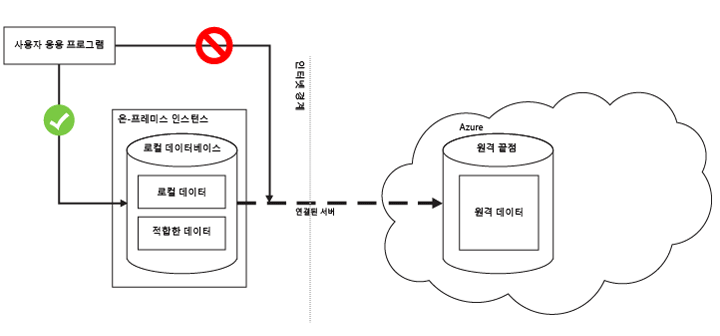 사용자 응용 프로그램
인터넷 경계
온-프레미스 인스턴스
Azure
로컬 데이터베이스
원격 끝점
로컬 데이터
적합한 데이터
연결된 서버
원격 데이터